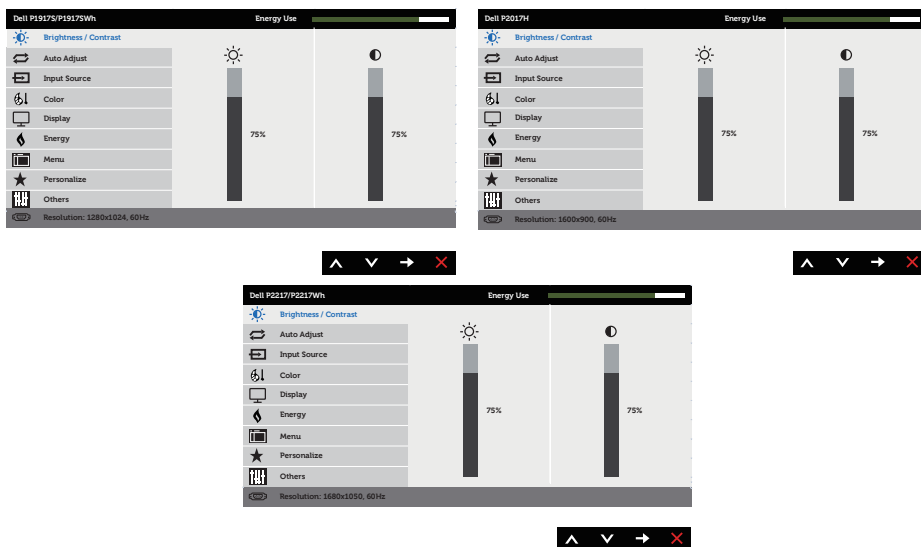 Dell P1917S/P1917SWh Energy Use
Brightness / Contrast
Auto Adjust
Input Source
Color
Display
Energy
75% 75%
Menu
Personalize
Others
Resolution: 1280x1024, 60Hz
Dell P2017H Energy Use
Brightness / Contrast
Auto Adjust
Input Source
Color
Display
Energy
75% 75%
Menu
Personalize
Others
Resolution: 1600x900, 60Hz
Dell P2217/P2217Wh Energy Use
Brightness / Contrast
Auto Adjust
Input Source
Color
Display
Energy
75% 75%
Menu
Personalize
Others
Resolution: 1680x1050, 60Hz